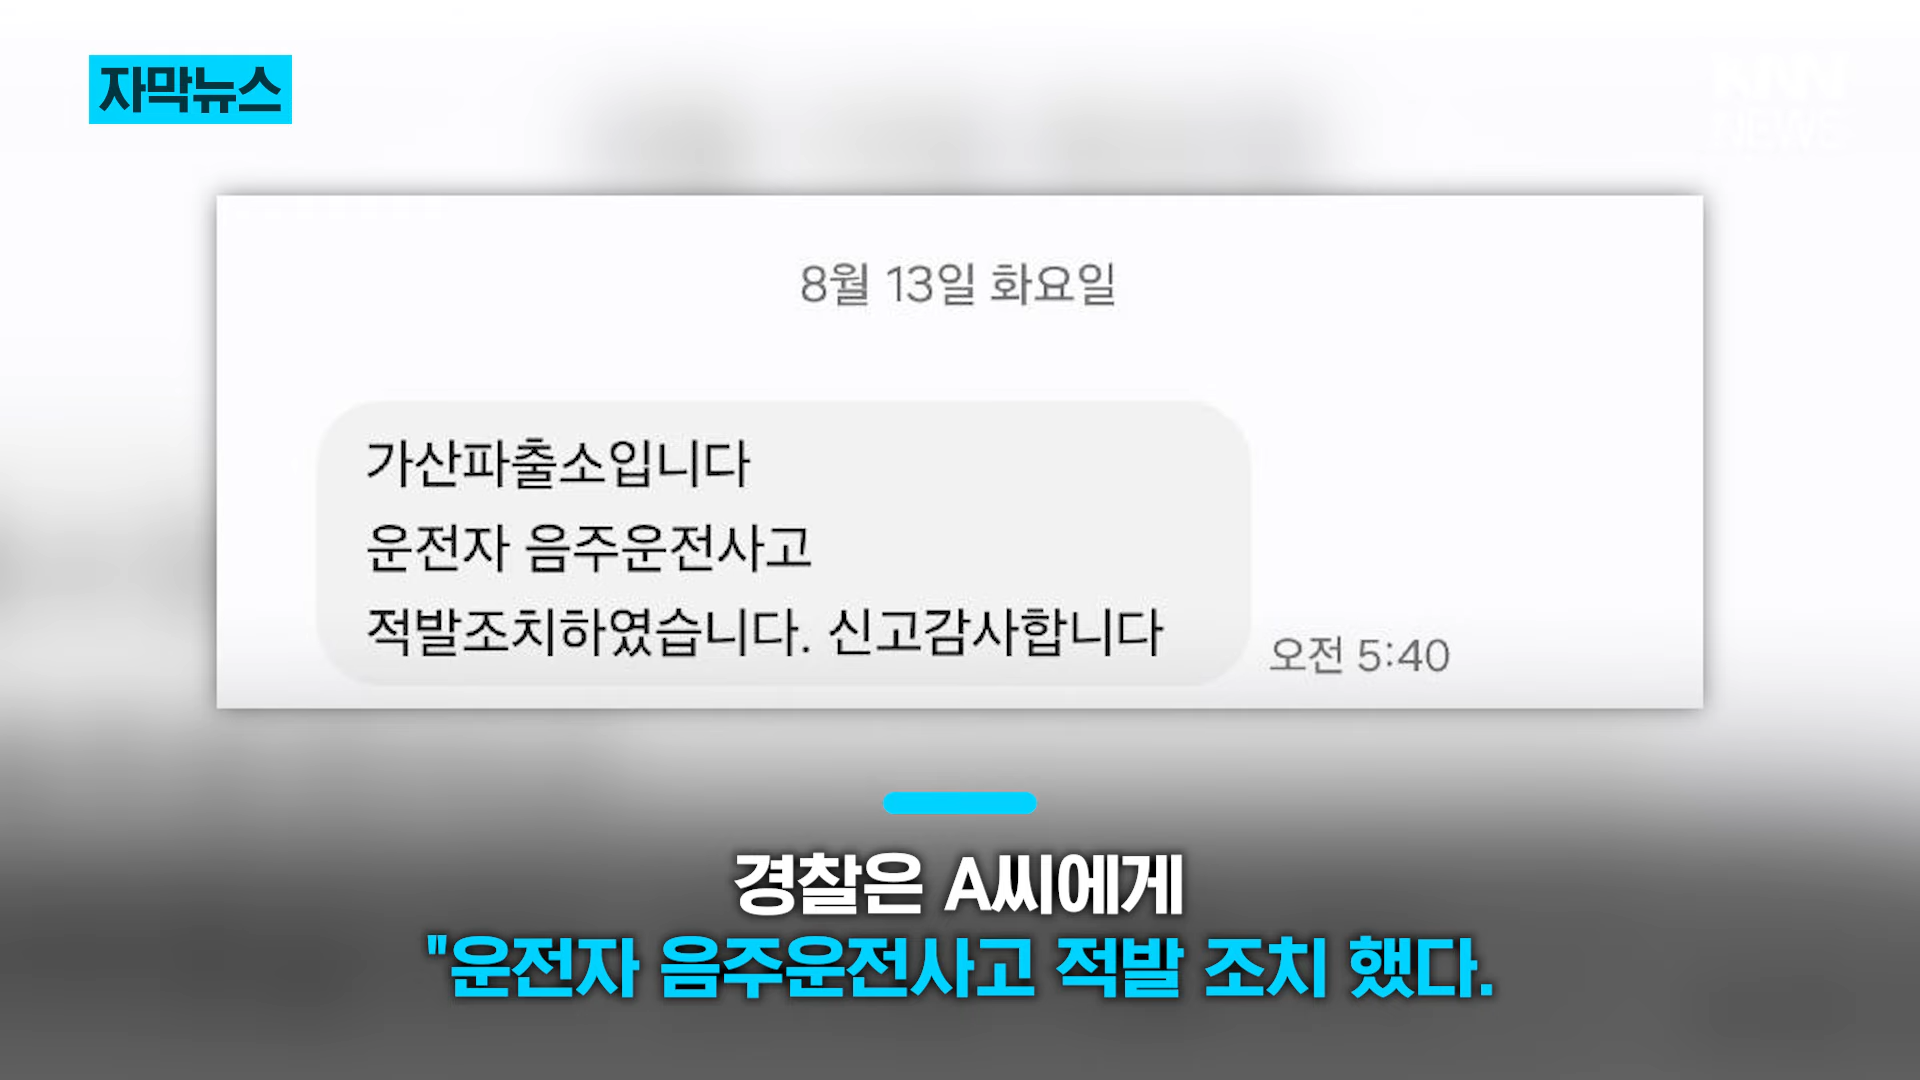 자막뉴스
KNN
NEWS
8월 13일 화요일
가산파출소입니다
운전자 음주운전사고
적발조치하였습니다. 신고감사합니다
오전 5:40
경찰은 A씨에게
"운전자 음주운전사고 적발 조치 했다.